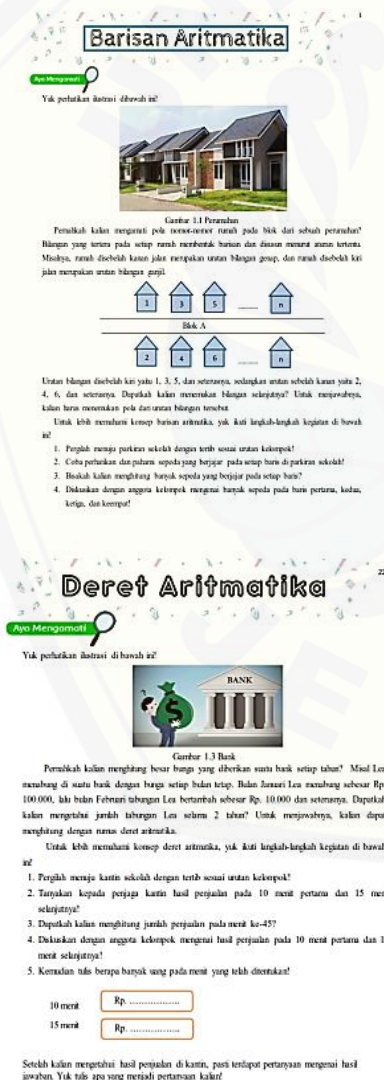 1
Barisan Aritmatika
Ayo Mengamati
Yuk perhatikan ilustrasi dibawah ini!
Gambar 1.1 Perumahan
Pernahkah kalian mengamati pola nomor-nomor rumah pada blok dari sebuah perumahan?
Bilangan yang tertera pada setiap rumah membentuk barisan dan disusun menurut aturan tertentu.
Misalnya, rumah disebelah kanan jalan merupakan urutan bilangan genap, dan rumah disebelah kiri
jalan merupakan urutan bilangan ganjil.
1 3 5 n
Blok A
2 4 6 n
Urutan bilangan disebelah kiri yaitu 1, 3, 5, dan seterusnya, sedangkan urutan sebelah kanan yaitu 2,
4, 6, dan seterusnya. Dapatkah kalian menemukan bilangan selanjutnya? Untuk menjawabnya,
kalian harus menemukan pola dari urutan bilangan tersebut.
Untuk lebih memahami konsep barisan aritmatika, yuk ikuti langkah-langkah kegiatan di bawah
ini!
1. Pergilah menuju parkiran sekolah dengan tertib sesuai urutan kelompok!
2. Coba perhatikan dan pahami sepeda yang berjajar pada setiap baris di parkiran sekolah!
3. Bisakah kalian menghitung banyak sepeda yang berjajar pada setiap baris?
4. Diskusikan dengan anggota kelompok mengenai banyak sepeda pada baris pertama, kedua,
ketiga, dan keempat!
22
Deret Aritmatika
Ayo Mengamati
Yuk perhatikan ilustrasi di bawah ini!
BANK
Gambar 1.3 Bank
Pernahkah kalian menghitung besar bunga yang diberikan suatu bank setiap tahun? Misal Lea
menabung di suatu bank dengan bunga setiap bulan tetap. Bulan Januari Lea menabung sebesar Rp
100.000, lalu bulan Februari tabungan Lea bertambah sebesar Rp. 10.000 dan seterusnya. Dapatkah
kalian mengetahui jumlah tabungan Lea selama 2 tahun? Untuk menjawabnya, kalian dapat
menghitung dengan rumus deret aritmatika.
Untuk lebih memahami konsep deret aritmatika, yuk ikuti langkah-langkah kegiatan di bawah
ini!
1. Pergilah menuju kantin sekolah dengan tertib sesuai urutan kelompok!
2. Tanyakan kepada penjaga kantin hasil penjualan pada 10 menit pertama dan 15 men
selanjutnya!
3. Dapatkah kalian menghitung jumlah penjualan pada menit ke-45?
4. Diskusikan dengan anggota kelompok mengenai hasil penjualan pada 10 menit pertama dan 1
menit selanjutnya!
5. Kemudian tulis berapa banyak uang pada menit yang telah ditentukan!
10 menit Rp. ...................
15 menit Rp. ...................
Setelah kalian mengetahui hasil penjualan di kantin, pasti terdapat pertanyaan mengenai hasil
jawaban. Yuk tulis apa yang menjadi pertanyaan kalian!